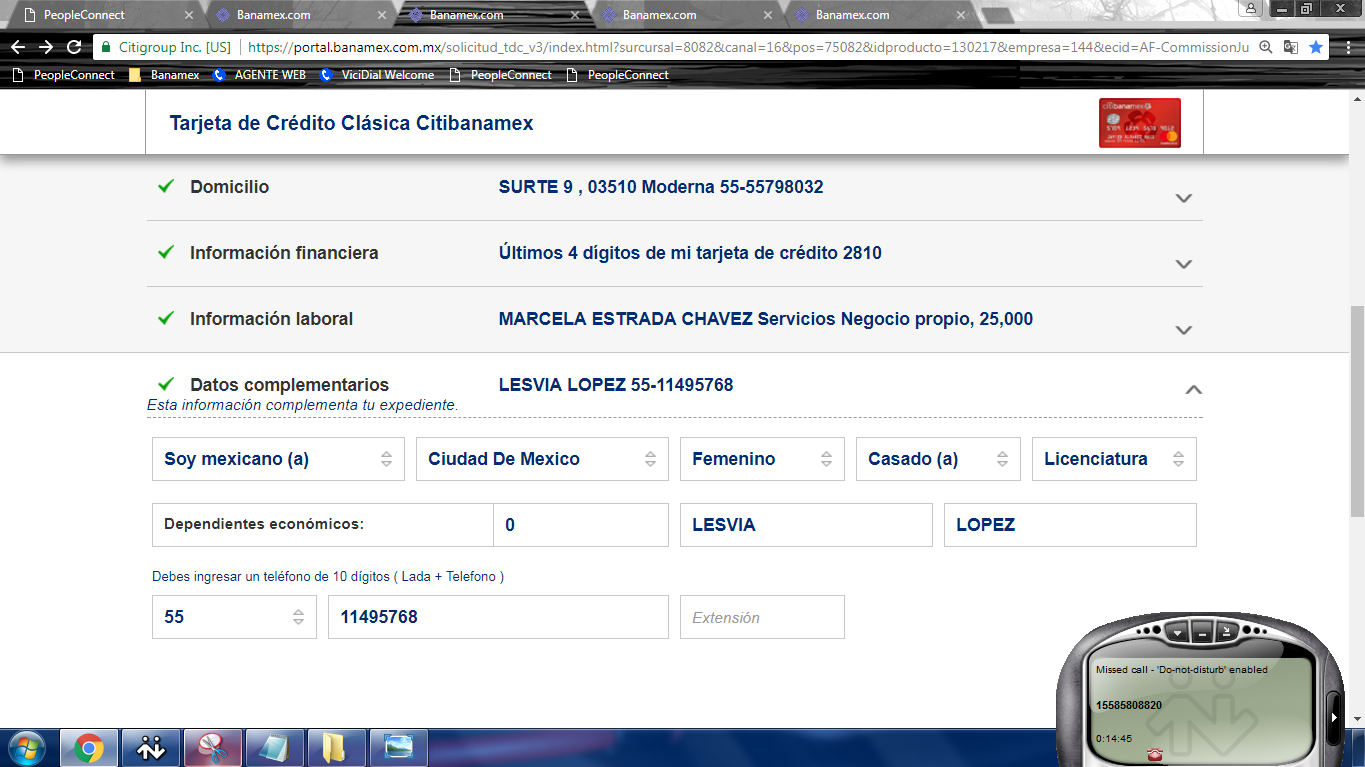 PeopleConnect
Banamex.com
Banamex.com
Banamex.com
Banamex.com
Citigroup Inc. [US] https://portal.banamex.com.mx/solicitud_tdc_v3/index.html?surcursal=8082&canal=16&pos=75082&idproducto=130217&empresa=144&ecid=AF-CommissionJu
PeopleConnect Banamex AGENTE WEB ViciDial Welcome PeopleConnect PeopleConnect
Tarjeta de Crédito Clásica Citibanamex
citibanamex
Domicilio SURTE 9 , 03510 Moderna 55-55798032
Información financiera Últimos 4 dígitos de mi tarjeta de crédito 2810
Información laboral MARCELA ESTRADA CHAVEZ Servicios Negocio propio, 25,000
Datos complementarios LESVIA LOPEZ 55-11495768
Esta información complementa tu expediente.
Soy mexicano (a) Ciudad De Mexico Femenino Casado (a) Licenciatura
Dependientes económicos: 0 LESVIA LOPEZ
Debes ingresar un teléfono de 10 dígitos ( Lada + Telefono )
55 11495768 Extensión
Missed call - 'Do-not-disturb' enabled
15585808820
0:14:45